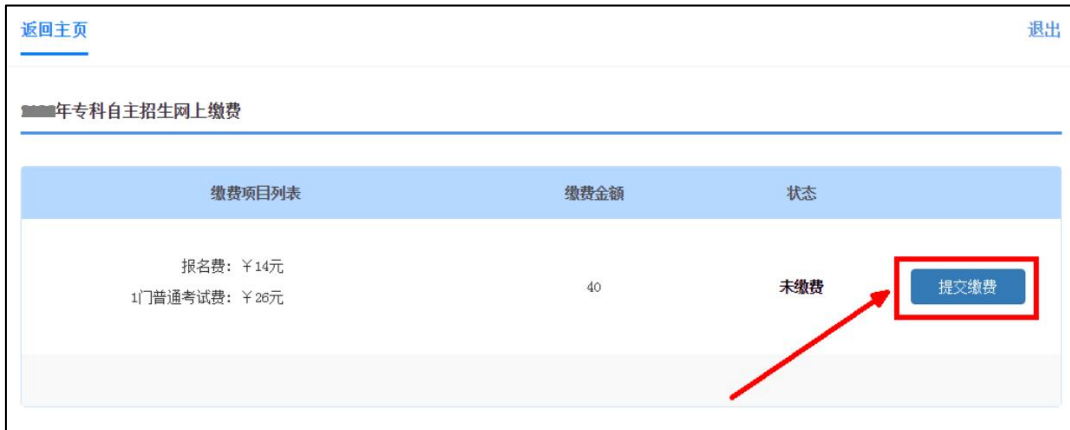 返回主页
退出
年专科自主招生网上缴费
缴费项目列表 缴费金额 状态
报名费：￥14元
1门普通考试费：￥26元
40
未缴费
提交缴费